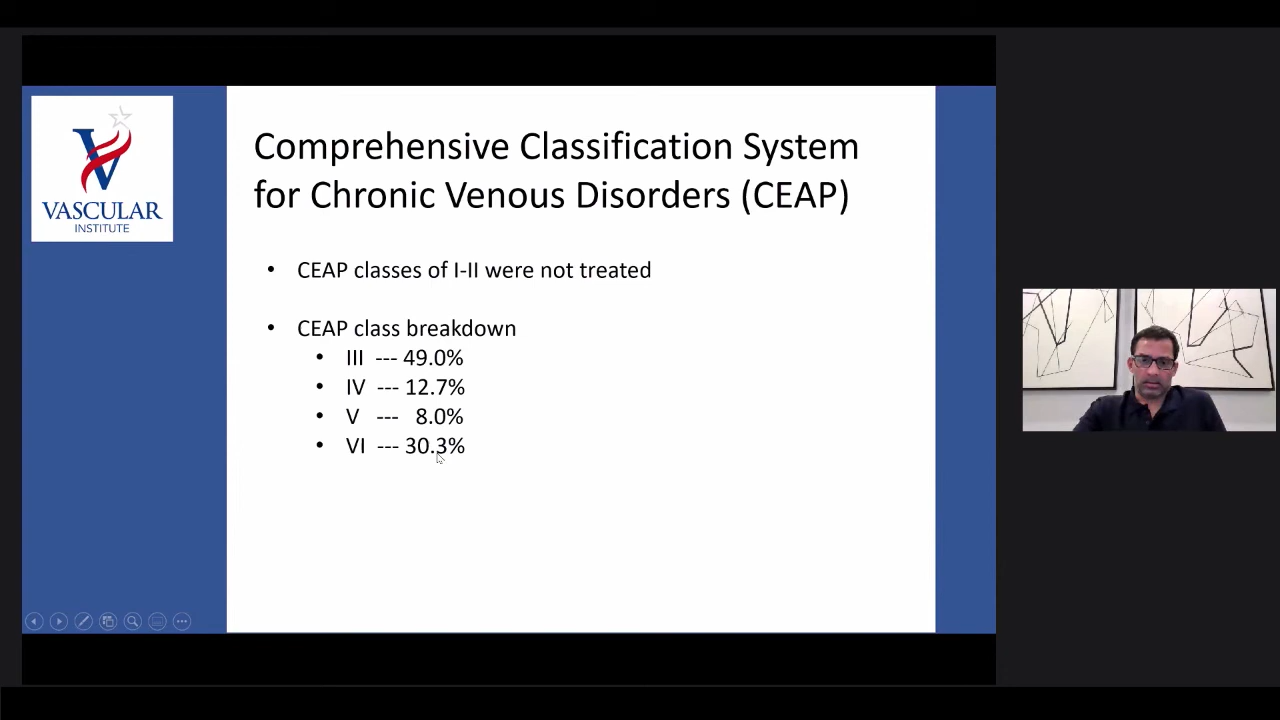 VASCULAR
INSTITUTE
Comprehensive Classification System
for Chronic Venous Disorders (CEAP)
• CEAP classes of I-II were not treated
• CEAP class breakdown
• III --- 49.0%
• IV --- 12.7%
• V --- 8.0%
• VI --- 30.3%